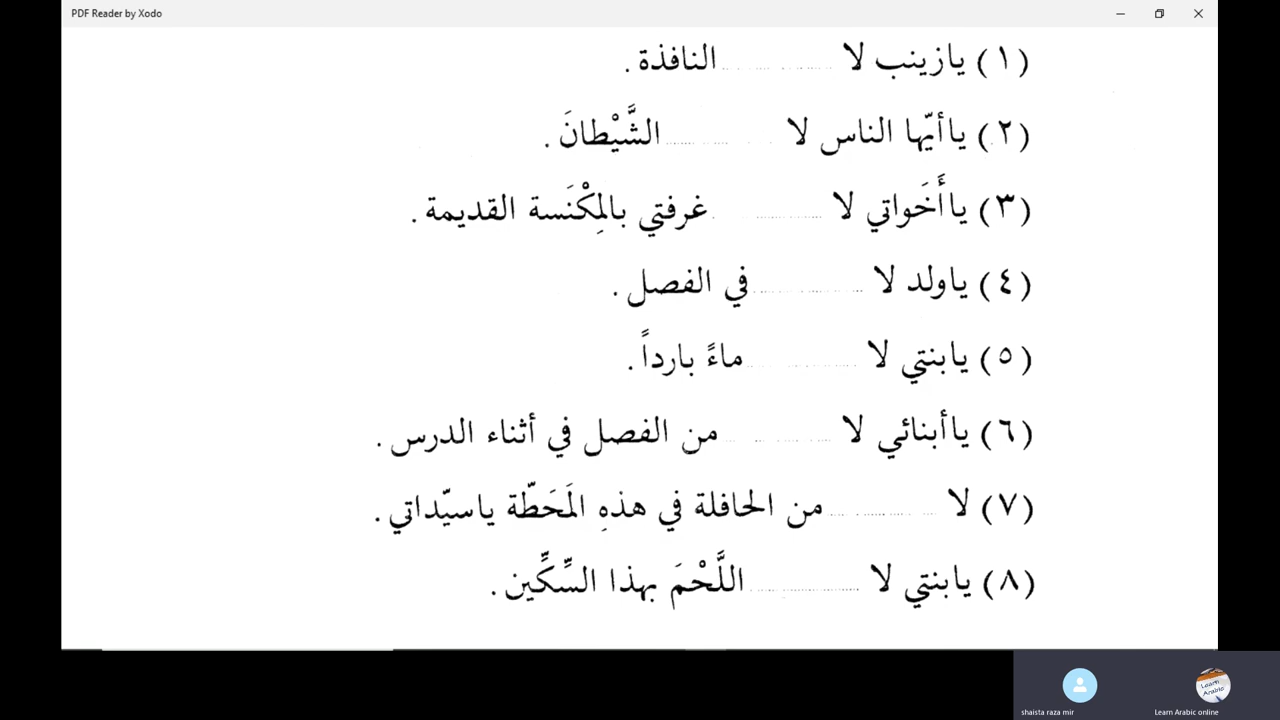 PDF Reader by Xodo
(١) يازينب لا ............ النافذة .
(٢) ياأيّها الناس لا ............ الشَّيْطانَ .
(٣) ياأَخَواتي لا ............ غرفتي بالمِكْنَسة القديمة .
(٤) ياولد لا ............ في الفصل .
(٥) يابنتي لا ............ ماءً بارداً .
(٦) ياأبنائي لا ............ من الفصل في أثناء الدرس .
(٧) لا ............ من الحافلة في هذهِ المَحَطّة ياسيّداتي .
(٨) يابنتي لا ............ اللَّحْمَ بهذا السِّكِّين .
Learn Arabic
shaista raza mir
Learn Arabic online